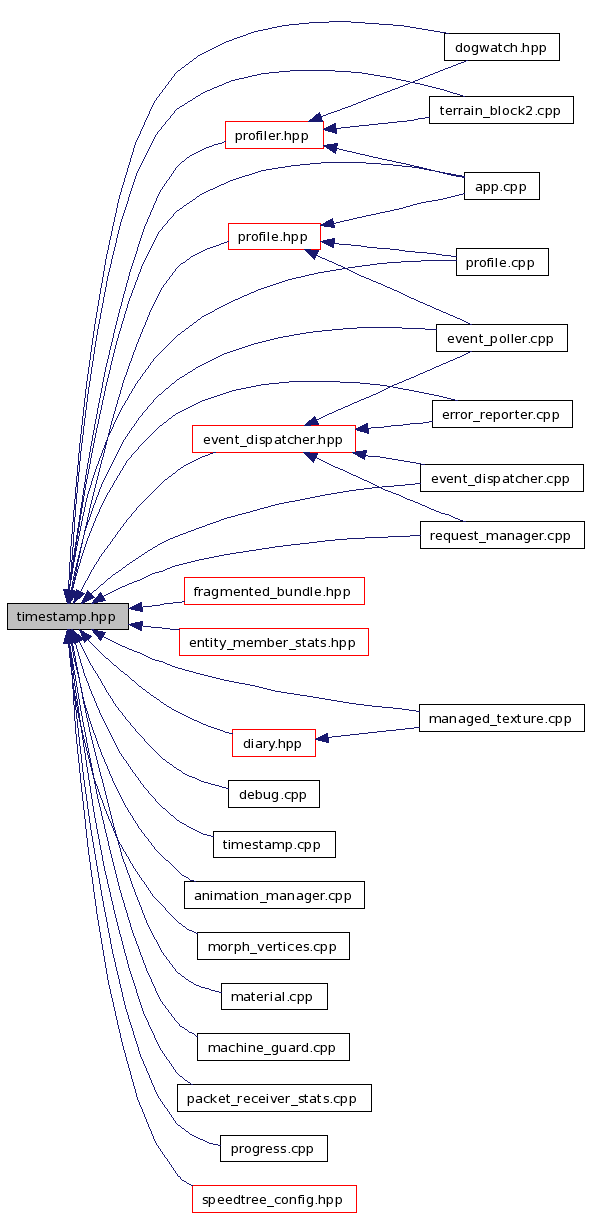 dogwatch.hpp
terrain_block2.cpp
profiler.hpp
app.cpp
profile.hpp
profile.cpp
event_poller.cpp
error_reporter.cpp
event_dispatcher.hpp
event_dispatcher.cpp
request_manager.cpp
fragmented_bundle.hpp
timestamp.hpp
entity_member_stats.hpp
managed_texture.cpp
diary.hpp
debug.cpp
timestamp.cpp
animation_manager.cpp
morph_vertices.cpp
material.cpp
machine_guard.cpp
packet_receiver_stats.cpp
progress.cpp
speedtree_config.hpp